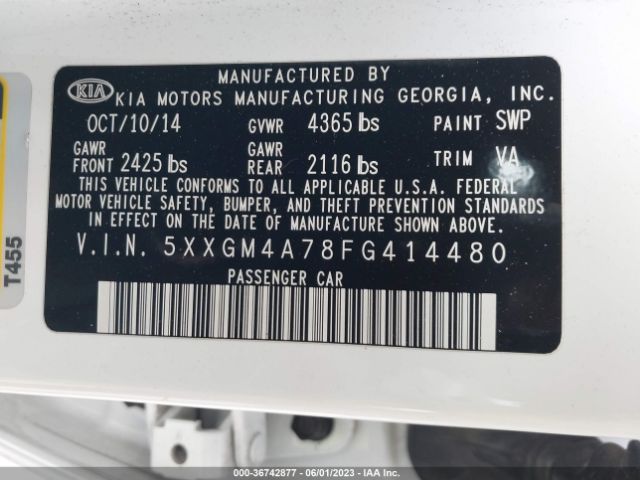 MANUFACTURED BY
KIA KIA MOTORS MANUFACTURING GEORGIA, INC.
OCT/10/14 GVWR 4365 lbs PAINT SWP
GAWR FRONT 2425 lbs GAWR REAR 2116 lbs TRIM VA
THIS VEHICLE CONFORMS TO ALL APPLICABLE U.S.A. FEDERAL
MOTOR VEHICLE SAFETY, BUMPER, AND THEFT PREVENTION STANDARDS
IN EFFECT ON THE DATE OF MANUFACTURE SHOWN ABOVE.
V.I.N. 5XXGM4A78FG414480
PASSENGER CAR
T455
000-36742877 - 06/01/2023 - IAA Inc.